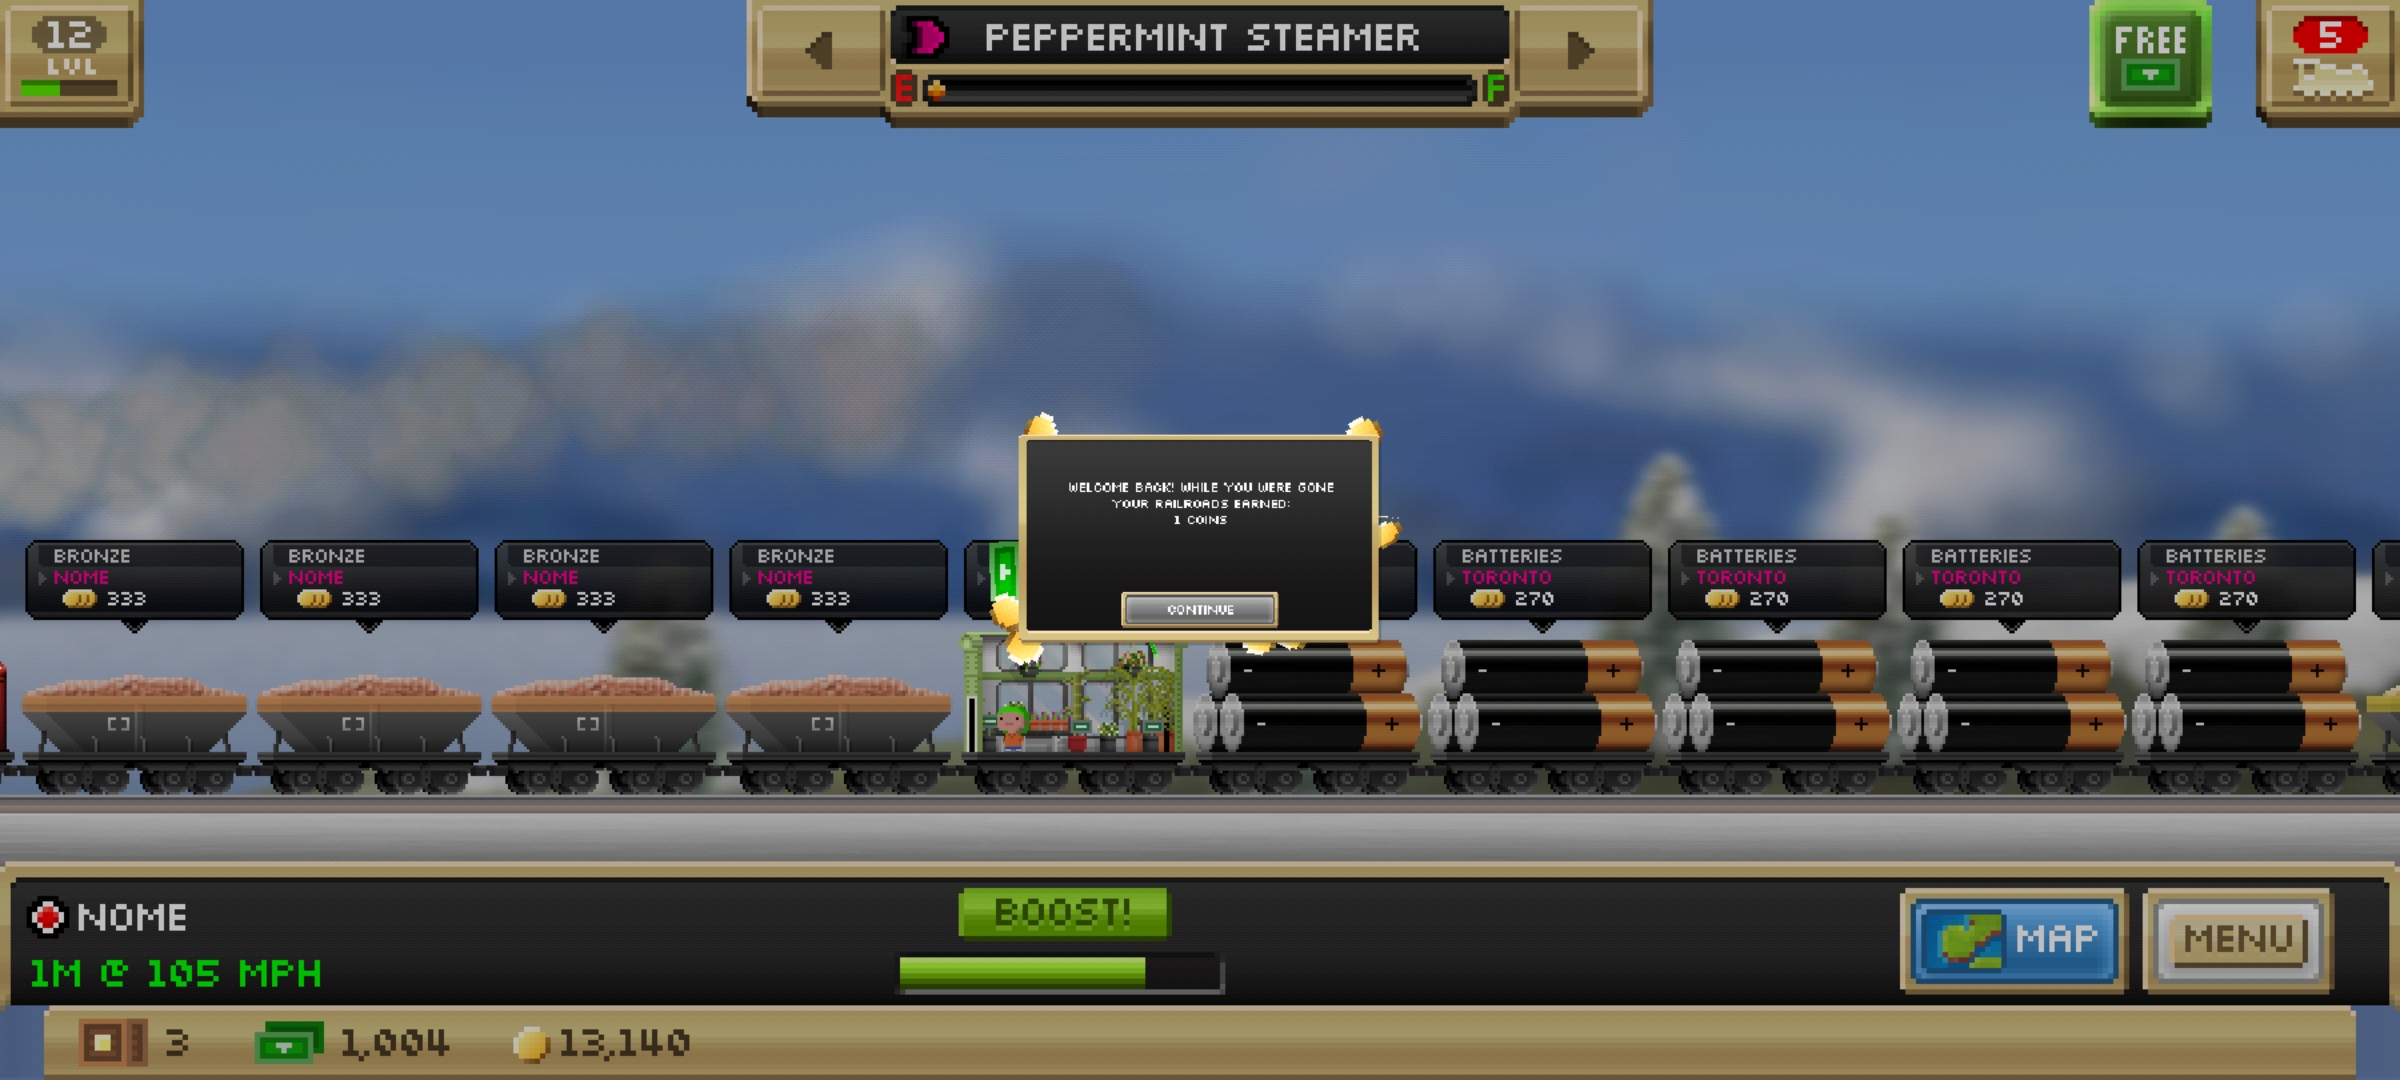 12
LVL
PEPPERMINT STEAMER
E F
FREE
5
WELCOME BACK! WHILE YOU WERE GONE
YOUR RAILROADS EARNED:
1 COINS
CONTINUE
BRONZE
NOME
333
BRONZE
NOME
333
BRONZE
NOME
333
BRONZE
NOME
333
BATTERIES
TORONTO
270
BATTERIES
TORONTO
270
BATTERIES
TORONTO
270
BATTERIES
TORONTO
270
NOME
1M @ 105 MPH
BOOST!
MAP
MENU
3
1,004
13,140